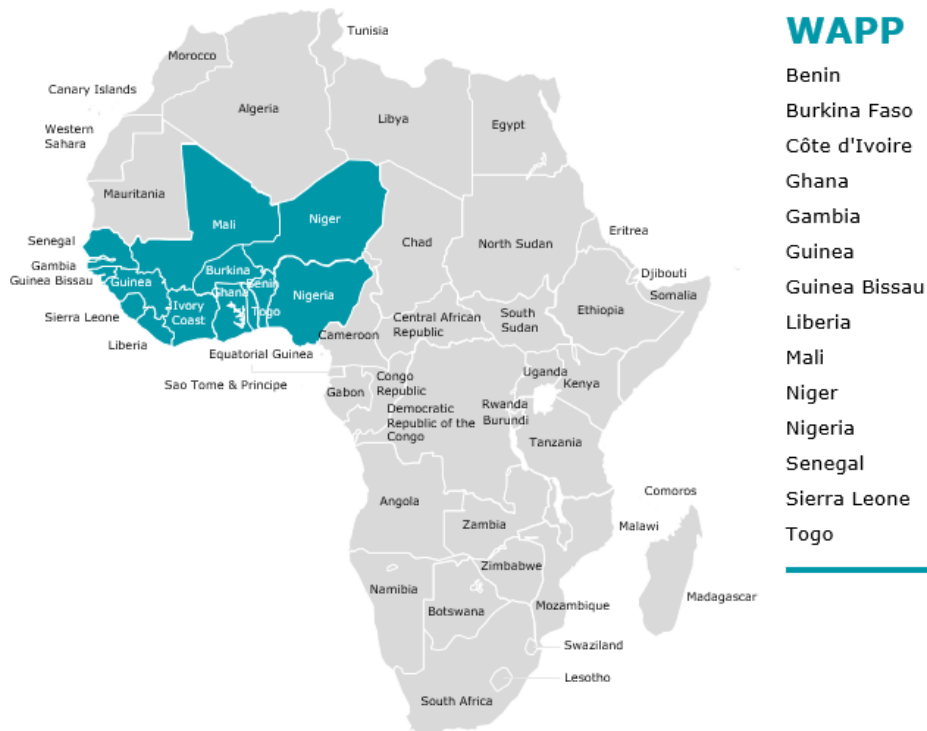 Tunisia
Morocco
Canary Islands
Algeria
Libya
Egypt
Western
Sahara
Mauritania
Mali
Niger
Chad
North Sudan
Eritrea
Senegal
Gambia
Guinea Bissau
Guinea
Burkina
Benin
Ghana
Nigeria
Djibouti
Somalia
Ivory
Coast
Togo
Sierra Leone
Liberia
Central African
Republic
South
Sudan
Ethiopia
Cameroon
Equatorial Guinea
Sao Tome & Principe
Gabon
Congo
Republic
Uganda
Kenya
Democratic
Republic of the
Congo
Rwanda
Burundi
Tanzania
Comoros
Angola
Zambia
Malawi
Zimbabwe
Namibia
Botswana
Mozambique
Madagascar
Swaziland
Lesotho
South Africa
WAPP
Benin
Burkina Faso
Côte d'Ivoire
Ghana
Gambia
Guinea
Guinea Bissau
Liberia
Mali
Niger
Nigeria
Senegal
Sierra Leone
Togo